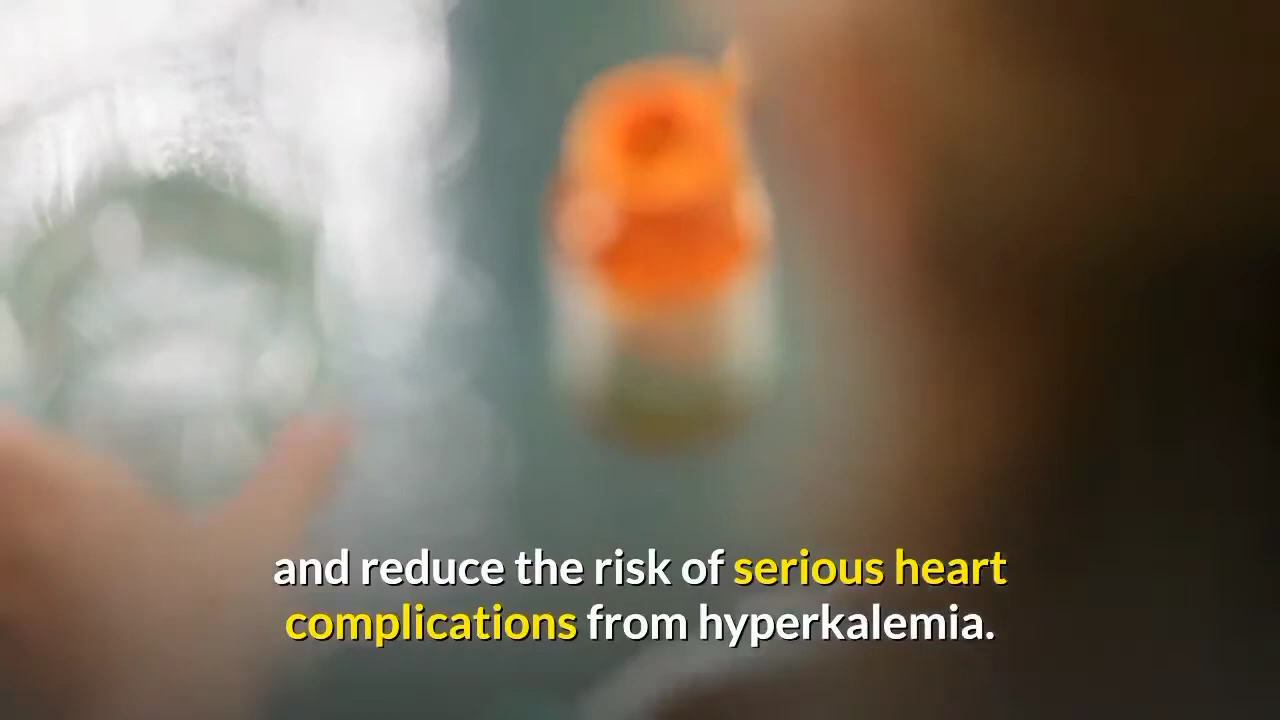 and reduce the risk of serious heart
complications from hyperkalemia.